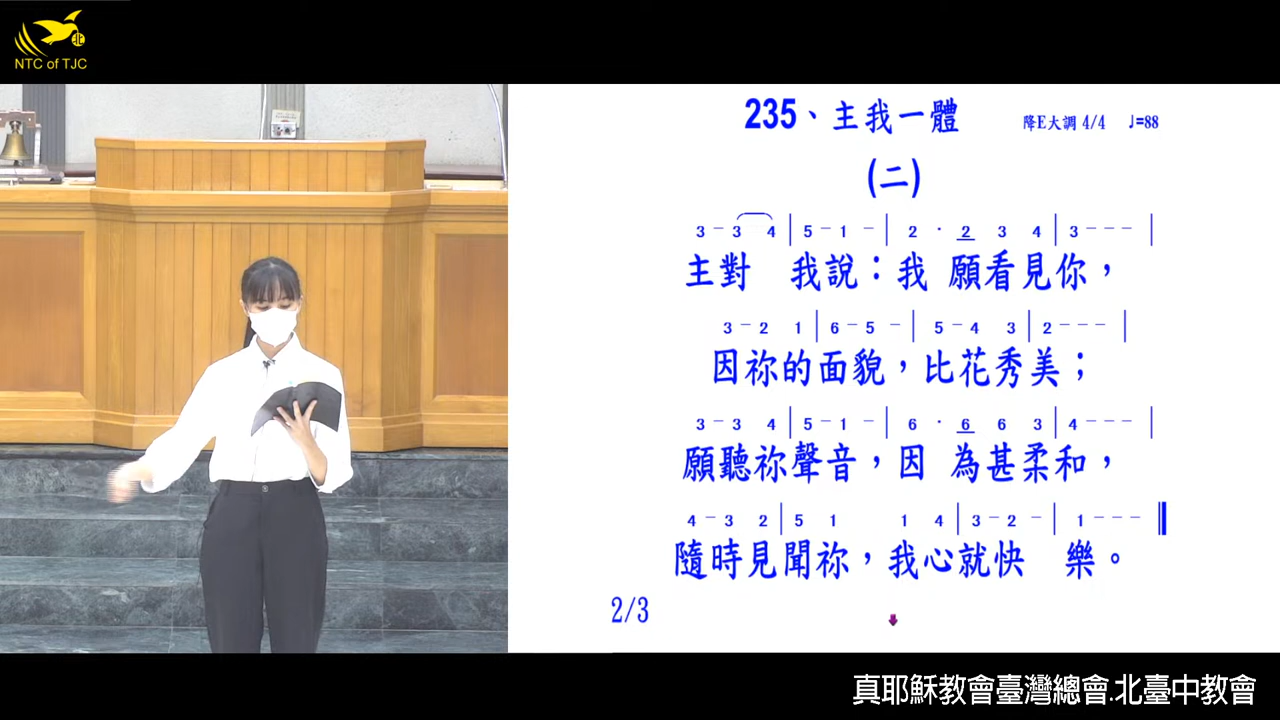 北
NTC of TJC
235、主我一體
降E大調 4/4 ♩=88
(二)
3 - 3 4 | 5 - 1 - | 2 · 2 3 4 | 3 - - - |
主對 我說：我 願看見你，
3 - 2 1 | 6 - 5 - | 5 - 4 3 | 2 - - - |
因祢的面貌，比花秀美；
3 - 3 4 | 5 - 1 - | 6 · 6 6 3 | 4 - - - |
願聽祢聲音，因 為甚柔和，
4 - 3 2 | 5 1 1 4 | 3 - 2 - | 1 - - - ‖
隨時見聞祢，我心就快 樂。
2/3
真耶穌教會臺灣總會.北臺中教會